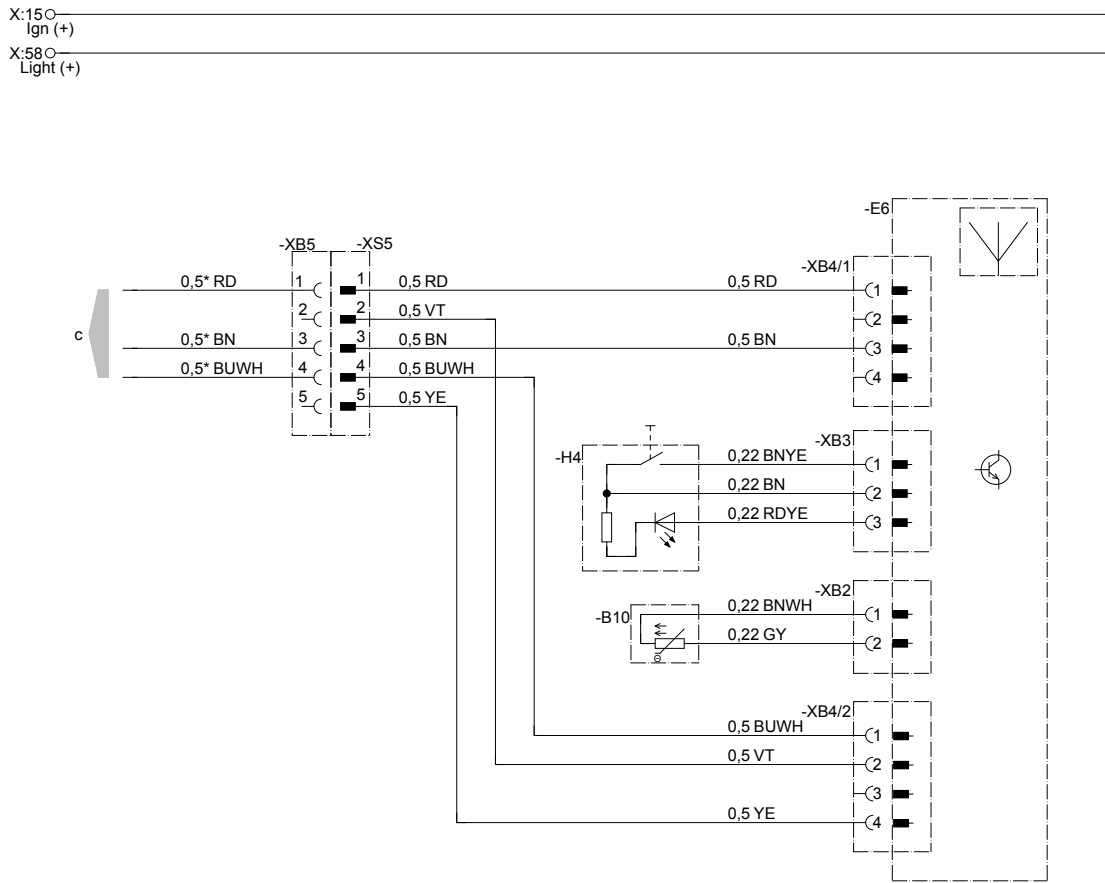 X:15
Ign (+)
X:58
Light (+)
-E6
-XB5 -XS5
-XB4/1
0,5* RD 1 1 0,5 RD 0,5 RD 1
2 2 0,5 VT 2
c
0,5* BN 3 3 0,5 BN 0,5 BN 3
0,5* BUWH 4 4 0,5 BUWH 4
5 5 0,5 YE
-XB3
-H4
0,22 BNYE 1
0,22 BN 2
0,22 RDYE 3
-XB2
-B10
0,22 BNWH 1
0,22 GY 2
Θ
-XB4/2
0,5 BUWH 1
0,5 VT 2
3
0,5 YE 4